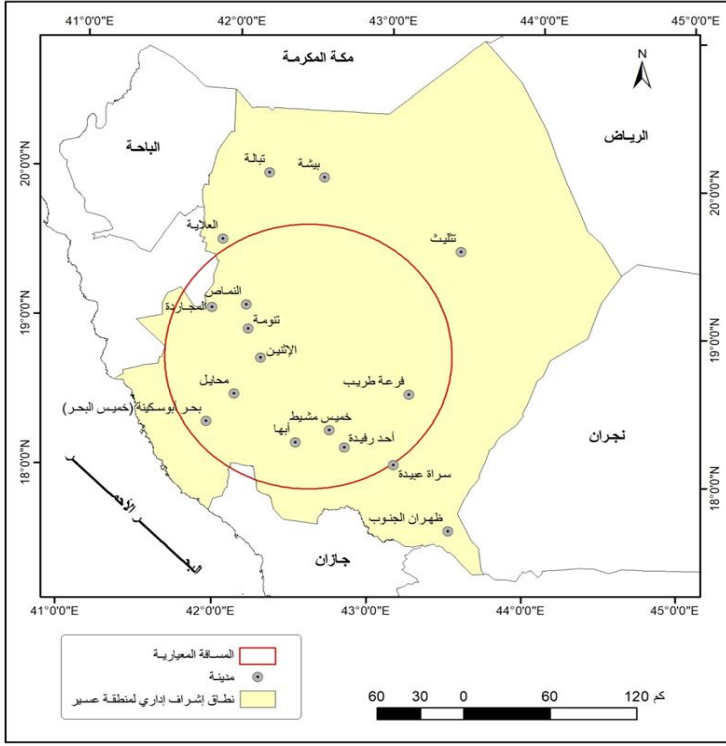 41°0'0"E 42°0'0"E 43°0'0"E 44°0'0"E 45°0'0"E
مكة المكرمة
N
الرياض
الباحة
20°0'0"N
20°0'0"N
تبالة
بيشة
العلاية
تثليث
النماص
المجاردة
19°0'0"N
19°0'0"N
تنومة
الإثنين
محايل
فرعة طريب
بحر أبوسكينة (خميس البحر)
خميس مشيط
أبها
أحد رفيدة
نجران
18°0'0"N
18°0'0"N
سراة عبيدة
ظهران الجنوب
البحر الأحمر
جازان
41°0'0"E 42°0'0"E 43°0'0"E 44°0'0"E 45°0'0"E
المسافة المعيارية
مدينة
نطاق إشراف إداري لمنطقة عسير
60 30 0 60 120 كم